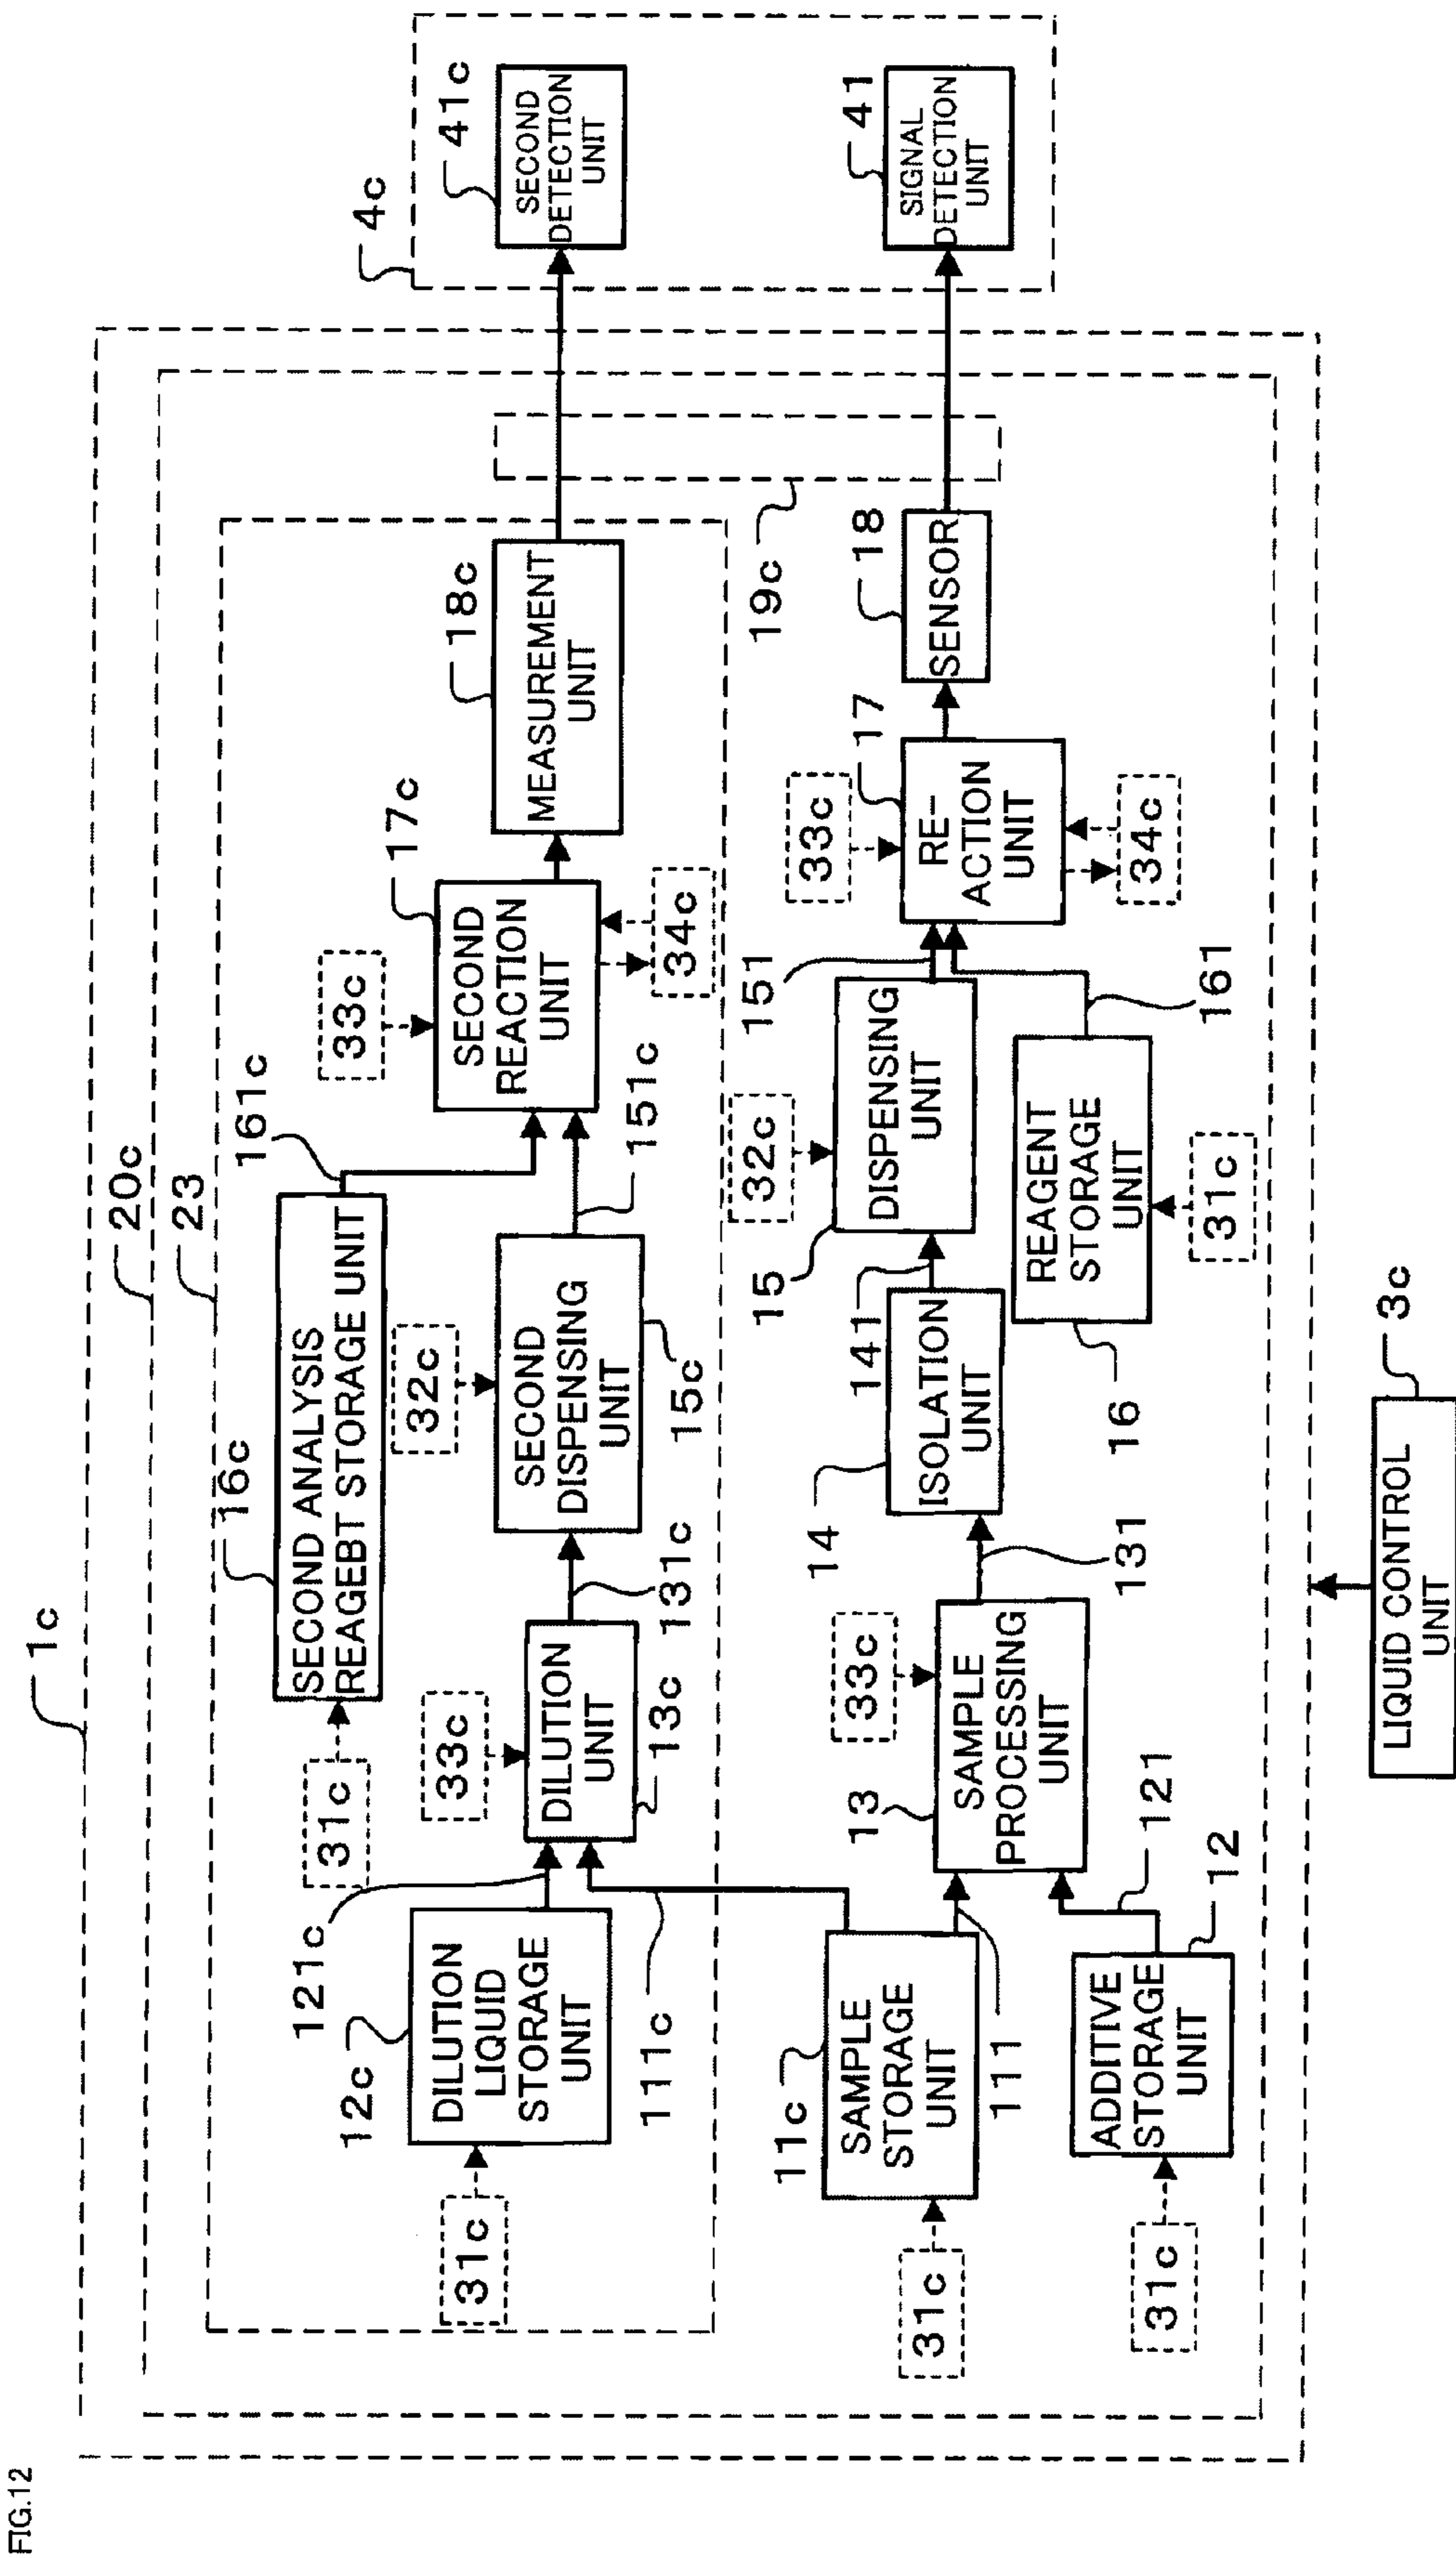 FIG.12
1c
20c
23
16c
SECOND ANALYSIS
REAGEBT STORAGE UNIT
161c
31c
33c
32c
33c
17c
SECOND
REACTION
UNIT
34c
18c
MEASUREMENT
UNIT
4c
41c
SECOND
DETECTION
UNIT
31c
12c
DILUTION
LIQUID
STORAGE
UNIT
121c
111c
DILUTION
UNIT
13c
131c
SECOND
DISPENSING
UNIT
15c
151c
19c
31c
11c
SAMPLE
STORAGE
UNIT
111
31c
ADDITIVE
STORAGE
UNIT
12
121
13
33c
SAMPLE
PROCESSING
UNIT
131
14
ISOLATION
UNIT
141
15
32c
DISPENSING
UNIT
151
16
REAGENT
STORAGE
UNIT
31c
161
33c
17
RE-
ACTION
UNIT
34c
18
SENSOR
41
SIGNAL
DETECTION
UNIT
LIQUID CONTROL
UNIT
3c